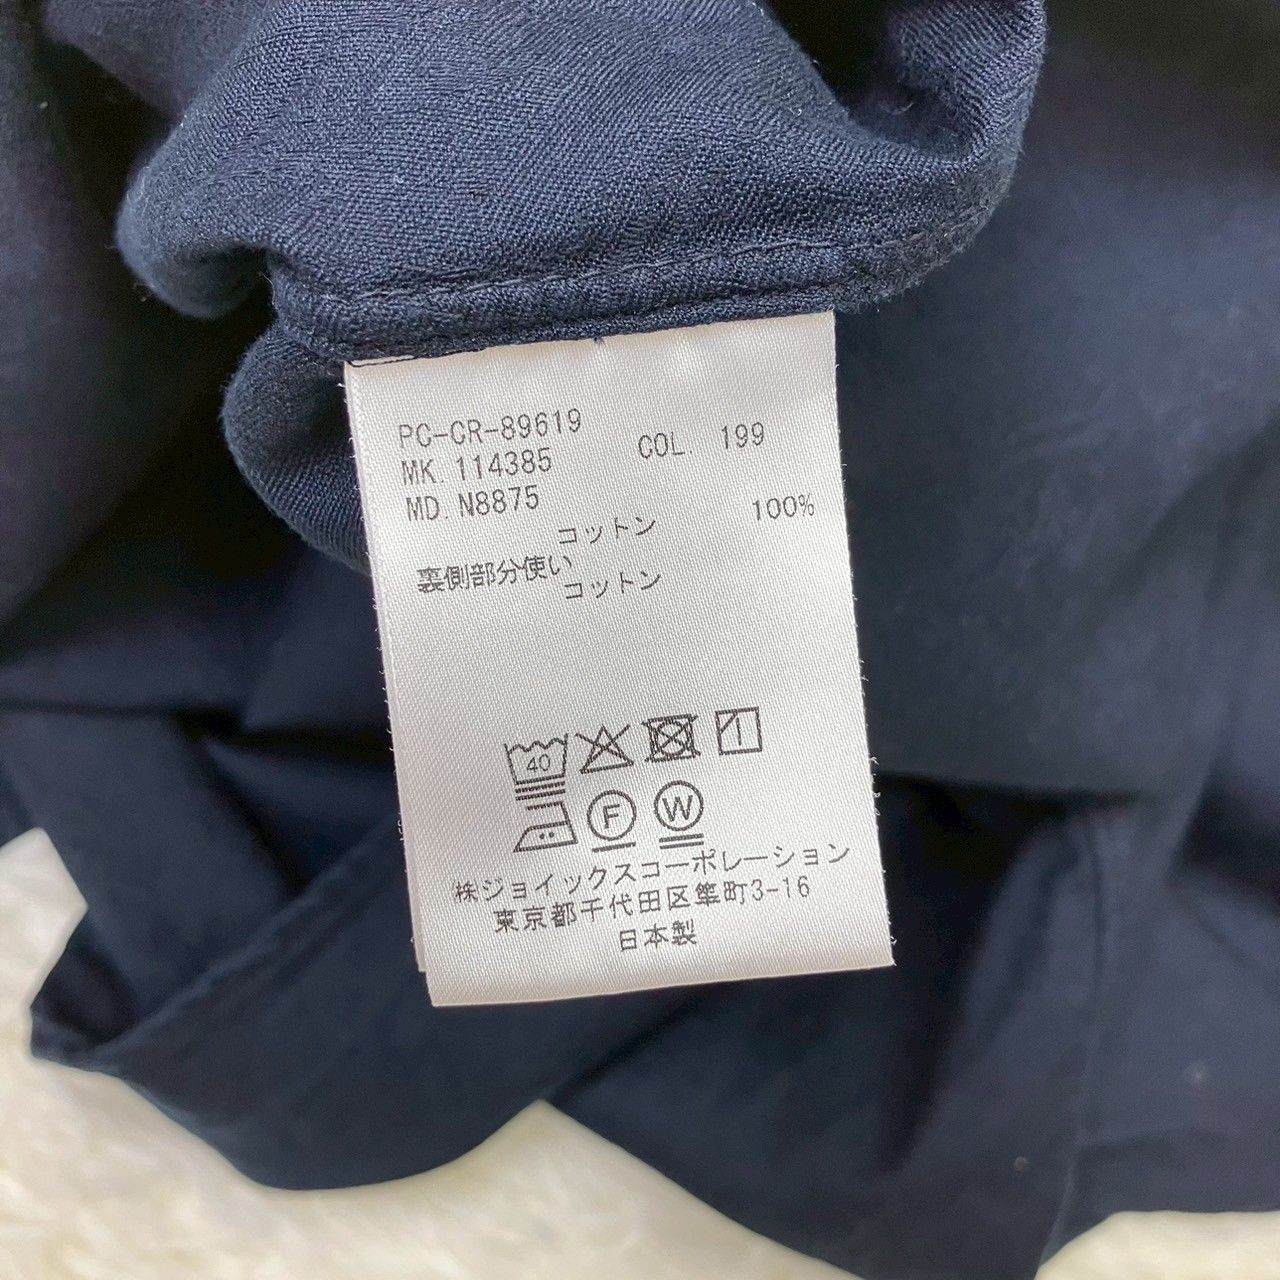 PC-CR-89619
MK. 114385 COL. 199
MD. N8875
コットン 100%
裏側部分使い
コットン
40
F W
株ジョイックスコーポレーション
東京都千代田区隼町3-16
日本製